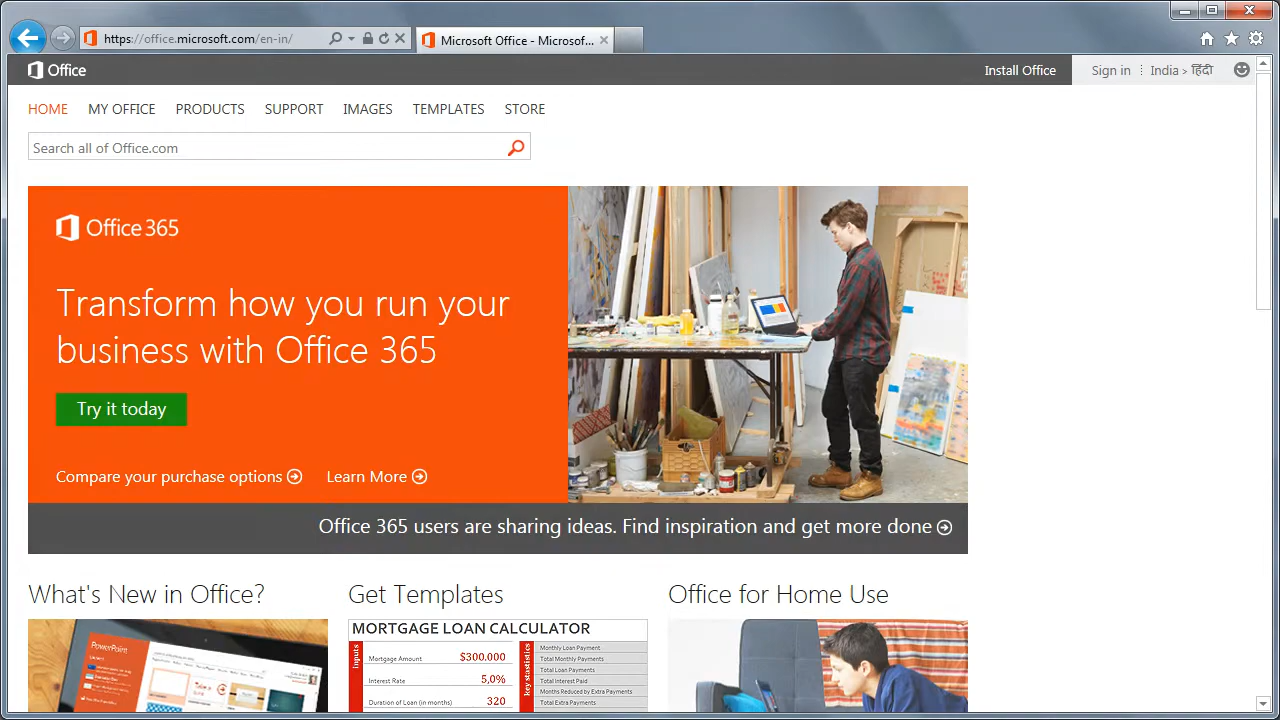 https://office.microsoft.com/en-in/
Microsoft Office - Microsof...
Office
Install Office
Sign in
India > हिंदी
HOME
MY OFFICE
PRODUCTS
SUPPORT
IMAGES
TEMPLATES
STORE
Search all of Office.com
Office 365
Transform how you run your
business with Office 365
Try it today
Compare your purchase options
Learn More
Office 365 users are sharing ideas. Find inspiration and get more done
What's New in Office?
Get Templates
Office for Home Use
PowerPoint
MORTGAGE LOAN CALCULATOR
inputs
Mortgage Amount $300.000
Interest Rate 5,0%
Duration of Loan (in months) 320
key statistics
Monthly Loan Payment
Total Monthly Payments
Total Loan Payments
Total Interest Paid
Months Reduced by Extra Payments
Total Extra Payments